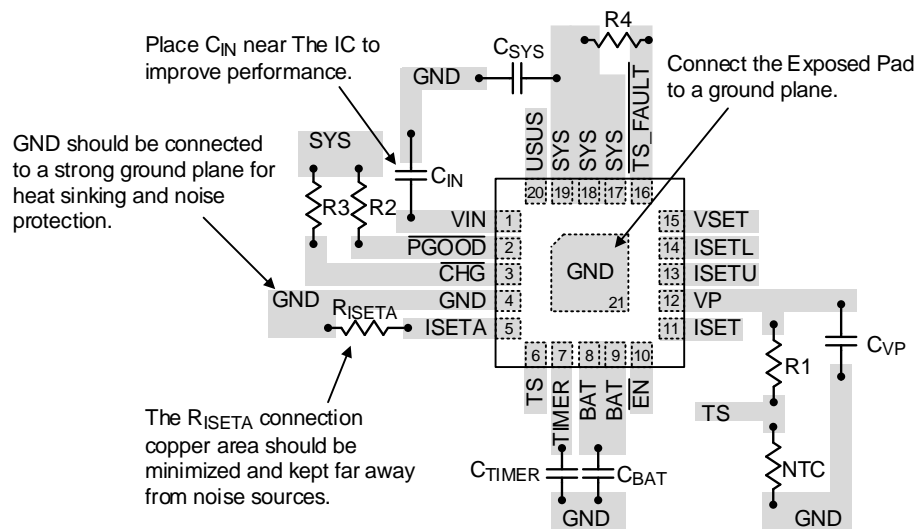 Place CIN near The IC to
improve performance.
CSYS
R4
GND
Connect the Exposed Pad
to a ground plane.
GND should be connected
to a strong ground plane for
heat sinking and noise
protection.
SYS
R3
R2
CIN
USUS
SYS
SYS
SYS
TS_FAULT
20
19
18
17
16
VIN
1
PGOOD
2
CHG
3
GND
4
ISETA
5
GND
21
15
VSET
14
ISETL
13
ISETU
12
VP
11
ISET
GND
RISETA
6
7
8
9
10
TS
TIMER
BAT
BAT
EN
CVP
R1
TS
NTC
GND
The RISETA connection
copper area should be
minimized and kept far away
from noise sources.
CTIMER
CBAT
GND